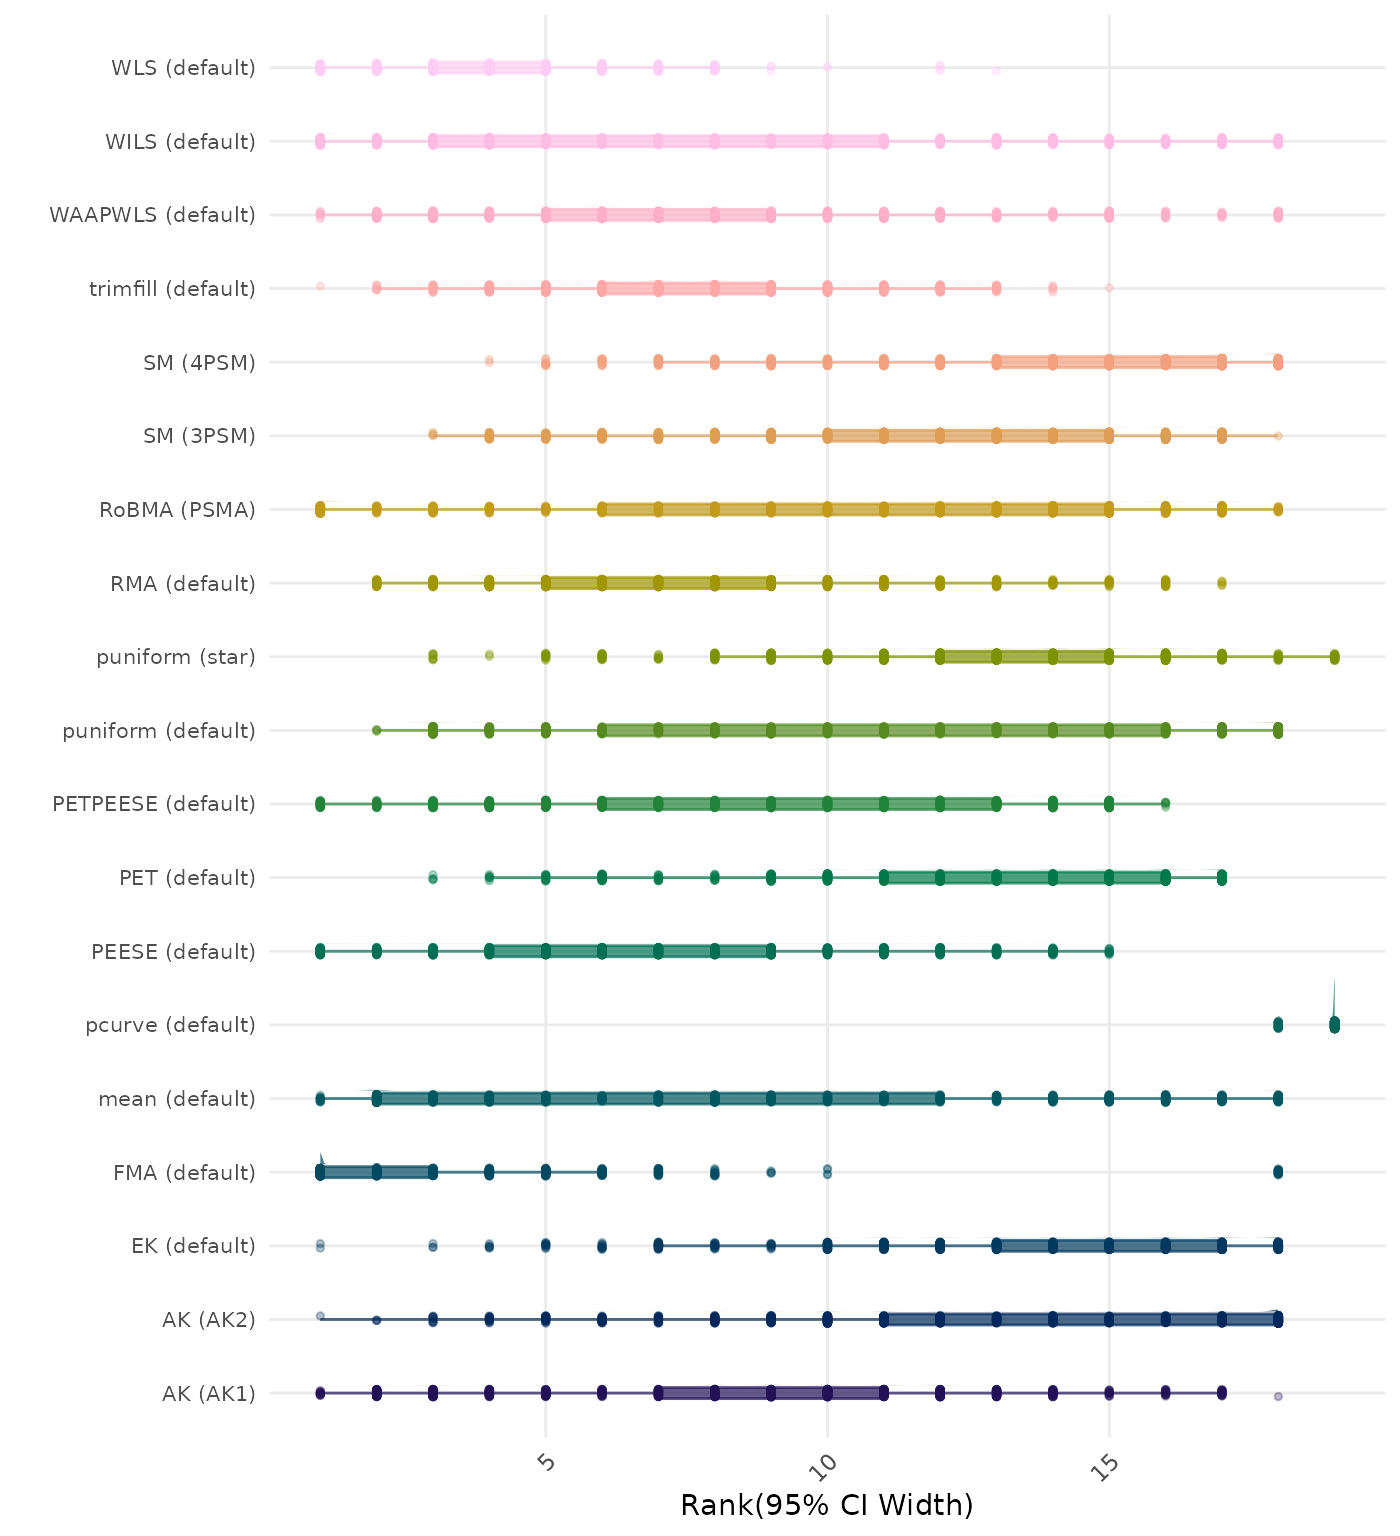 WLS (default)
WILS (default)
WAAPWLS (default)
trimfill (default)
SM (4PSM)
SM (3PSM)
RoBMA (PSMA)
RMA (default)
puniform (star)
puniform (default)
PETPEESE (default)
PET (default)
PEESE (default)
pcurve (default)
mean (default)
FMA (default)
EK (default)
AK (AK2)
AK (AK1)
5
10
15
Rank(95% CI Width)